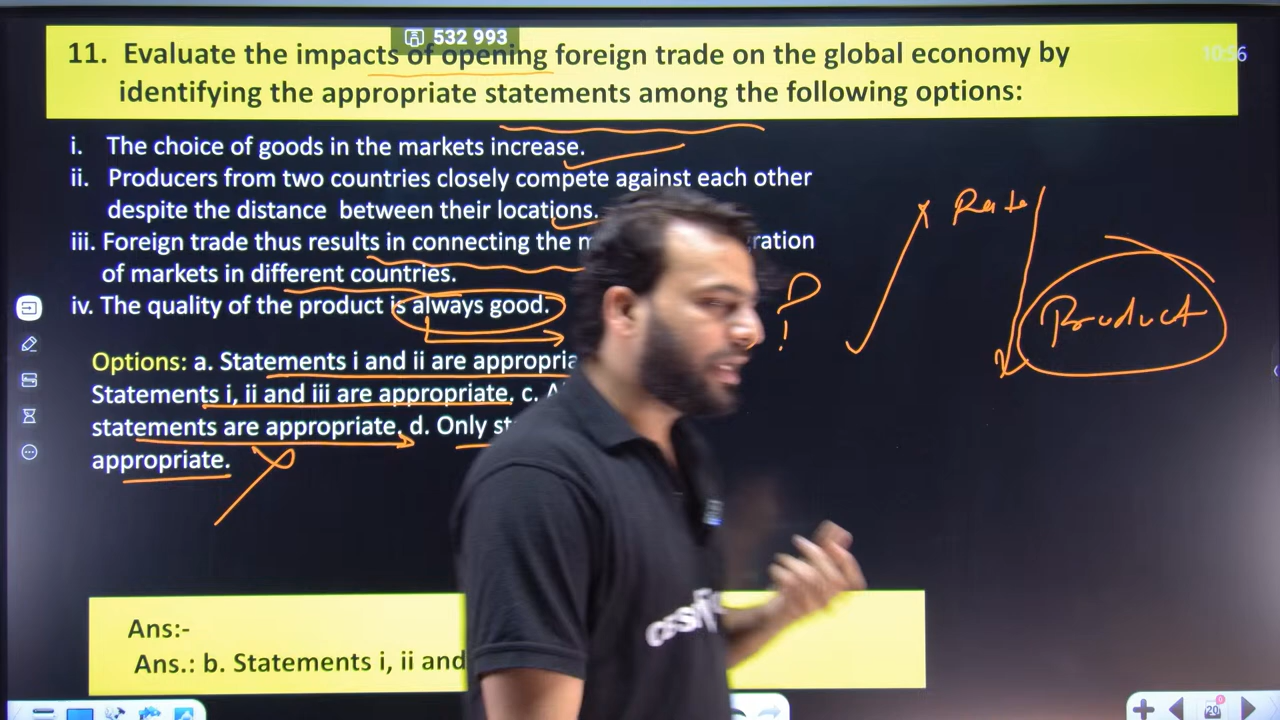 532 993
10:56
11. Evaluate the impacts of opening foreign trade on the global economy by
identifying the appropriate statements among the following options:
i. The choice of goods in the markets increase.
ii. Producers from two countries closely compete against each other
despite the distance between their locations.
iii. Foreign trade thus results in connecting the
of markets in different countries.
iv. The quality of the product is always good.
?
Rate
Product
Options: a. Statements i and ii are
Statements i, ii and iii are appropriate. c.
statements are appropriate. d. Only
appropriate.
Ans:-
Ans.: b. Statements i, ii and
20